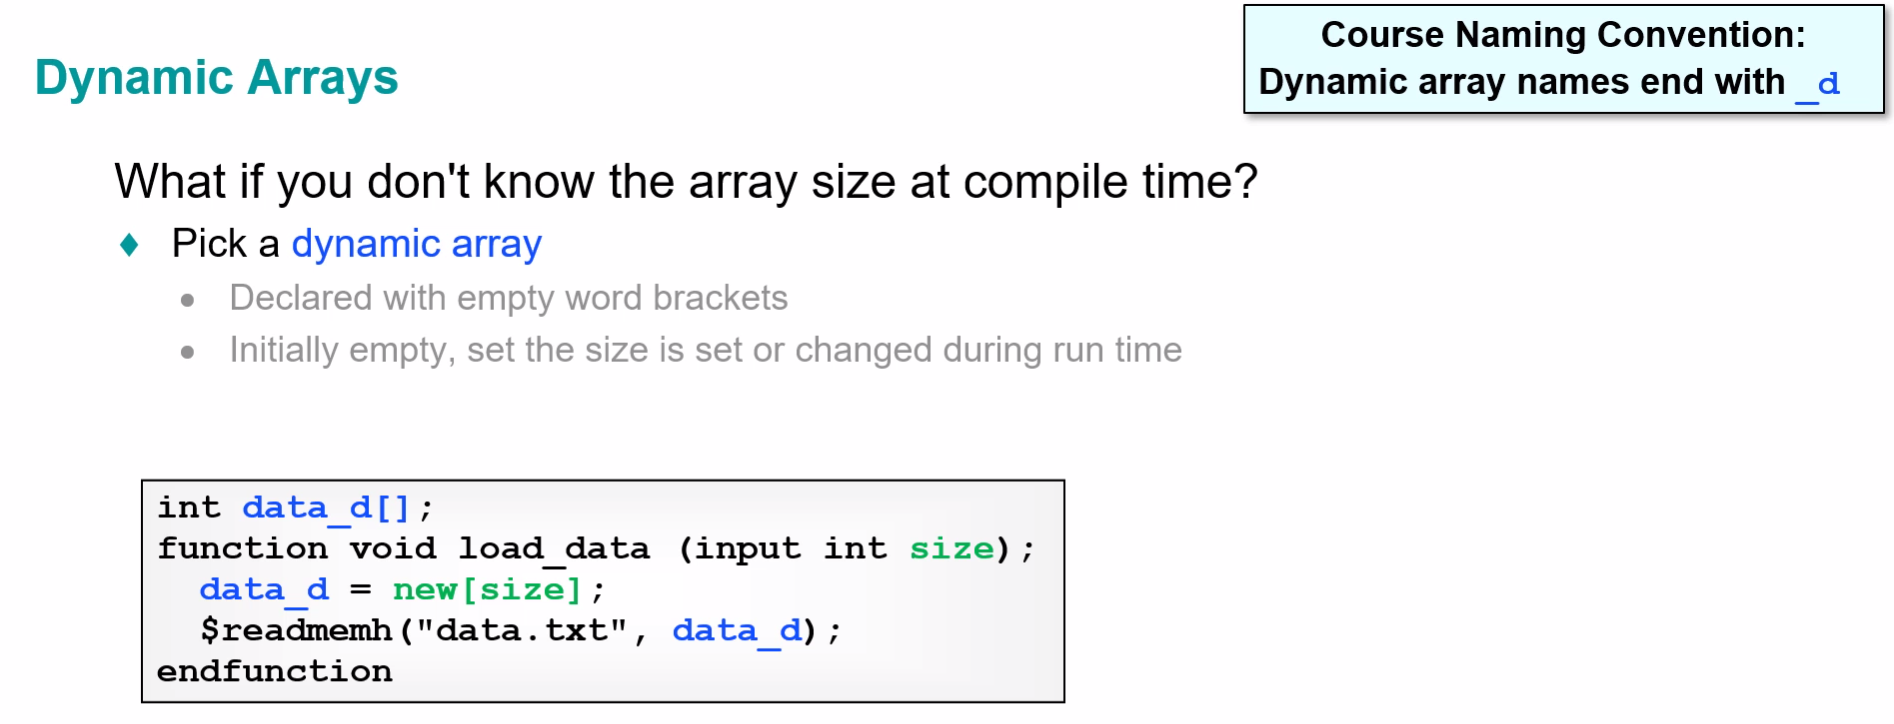 Course Naming Convention:
Dynamic array names end with _d
Dynamic Arrays
What if you don't know the array size at compile time?
♦ Pick a dynamic array
• Declared with empty word brackets
• Initially empty, set the size is set or changed during run time
int data_d[];
function void load_data (input int size);
  data_d = new[size];
  $readmemh("data.txt", data_d);
endfunction